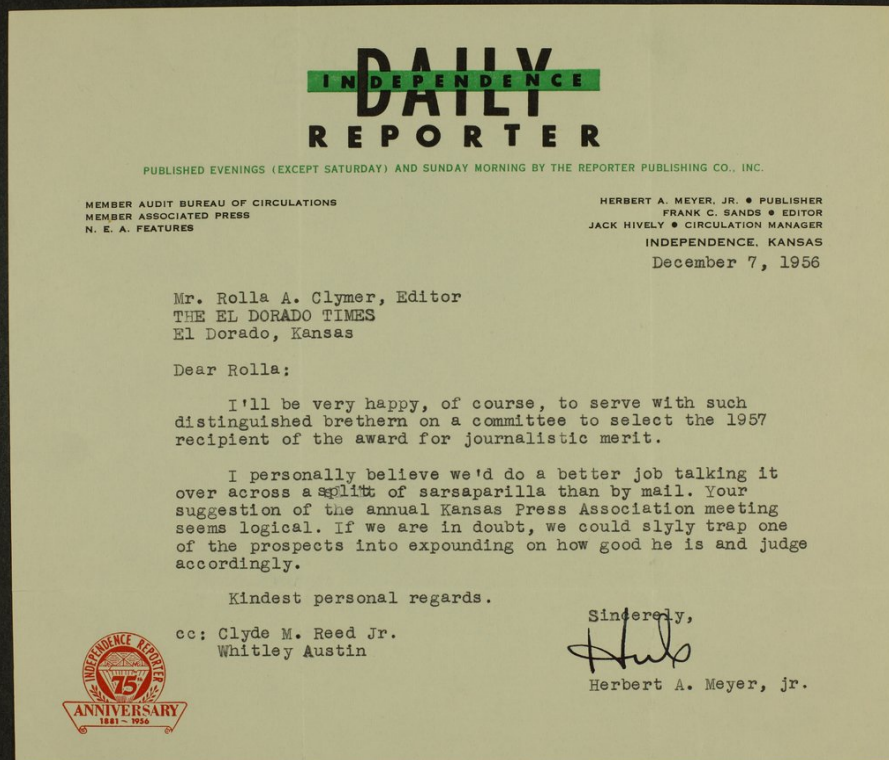 DAILY
INDEPENDENCE
REPORTER
PUBLISHED EVENINGS (EXCEPT SATURDAY) AND SUNDAY MORNING BY THE REPORTER PUBLISHING CO., INC.
MEMBER AUDIT BUREAU OF CIRCULATIONS
MEMBER ASSOCIATED PRESS
N. E. A. FEATURES
HERBERT A. MEYER, JR. • PUBLISHER
FRANK C. SANDS • EDITOR
JACK HIVELY • CIRCULATION MANAGER
INDEPENDENCE, KANSAS
December 7, 1956
Mr. Rolla A. Clymer, Editor
THE EL DORADO TIMES
El Dorado, Kansas
Dear Rolla:
I'll be very happy, of course, to serve with such
distinguished brethern on a committee to select the 1957
recipient of the award for journalistic merit.
I personally believe we'd do a better job talking it
over across a split of sarsaparilla than by mail. Your
suggestion of the annual Kansas Press Association meeting
seems logical. If we are in doubt, we could slyly trap one
of the prospects into expounding on how good he is and judge
accordingly.
Kindest personal regards.
Sincerely,
cc: Clyde M. Reed Jr.
Whitley Austin
Hub
Herbert A. Meyer, jr.
INDEPENDENCE REPORTER
75th
ANNIVERSARY
1881 - 1956